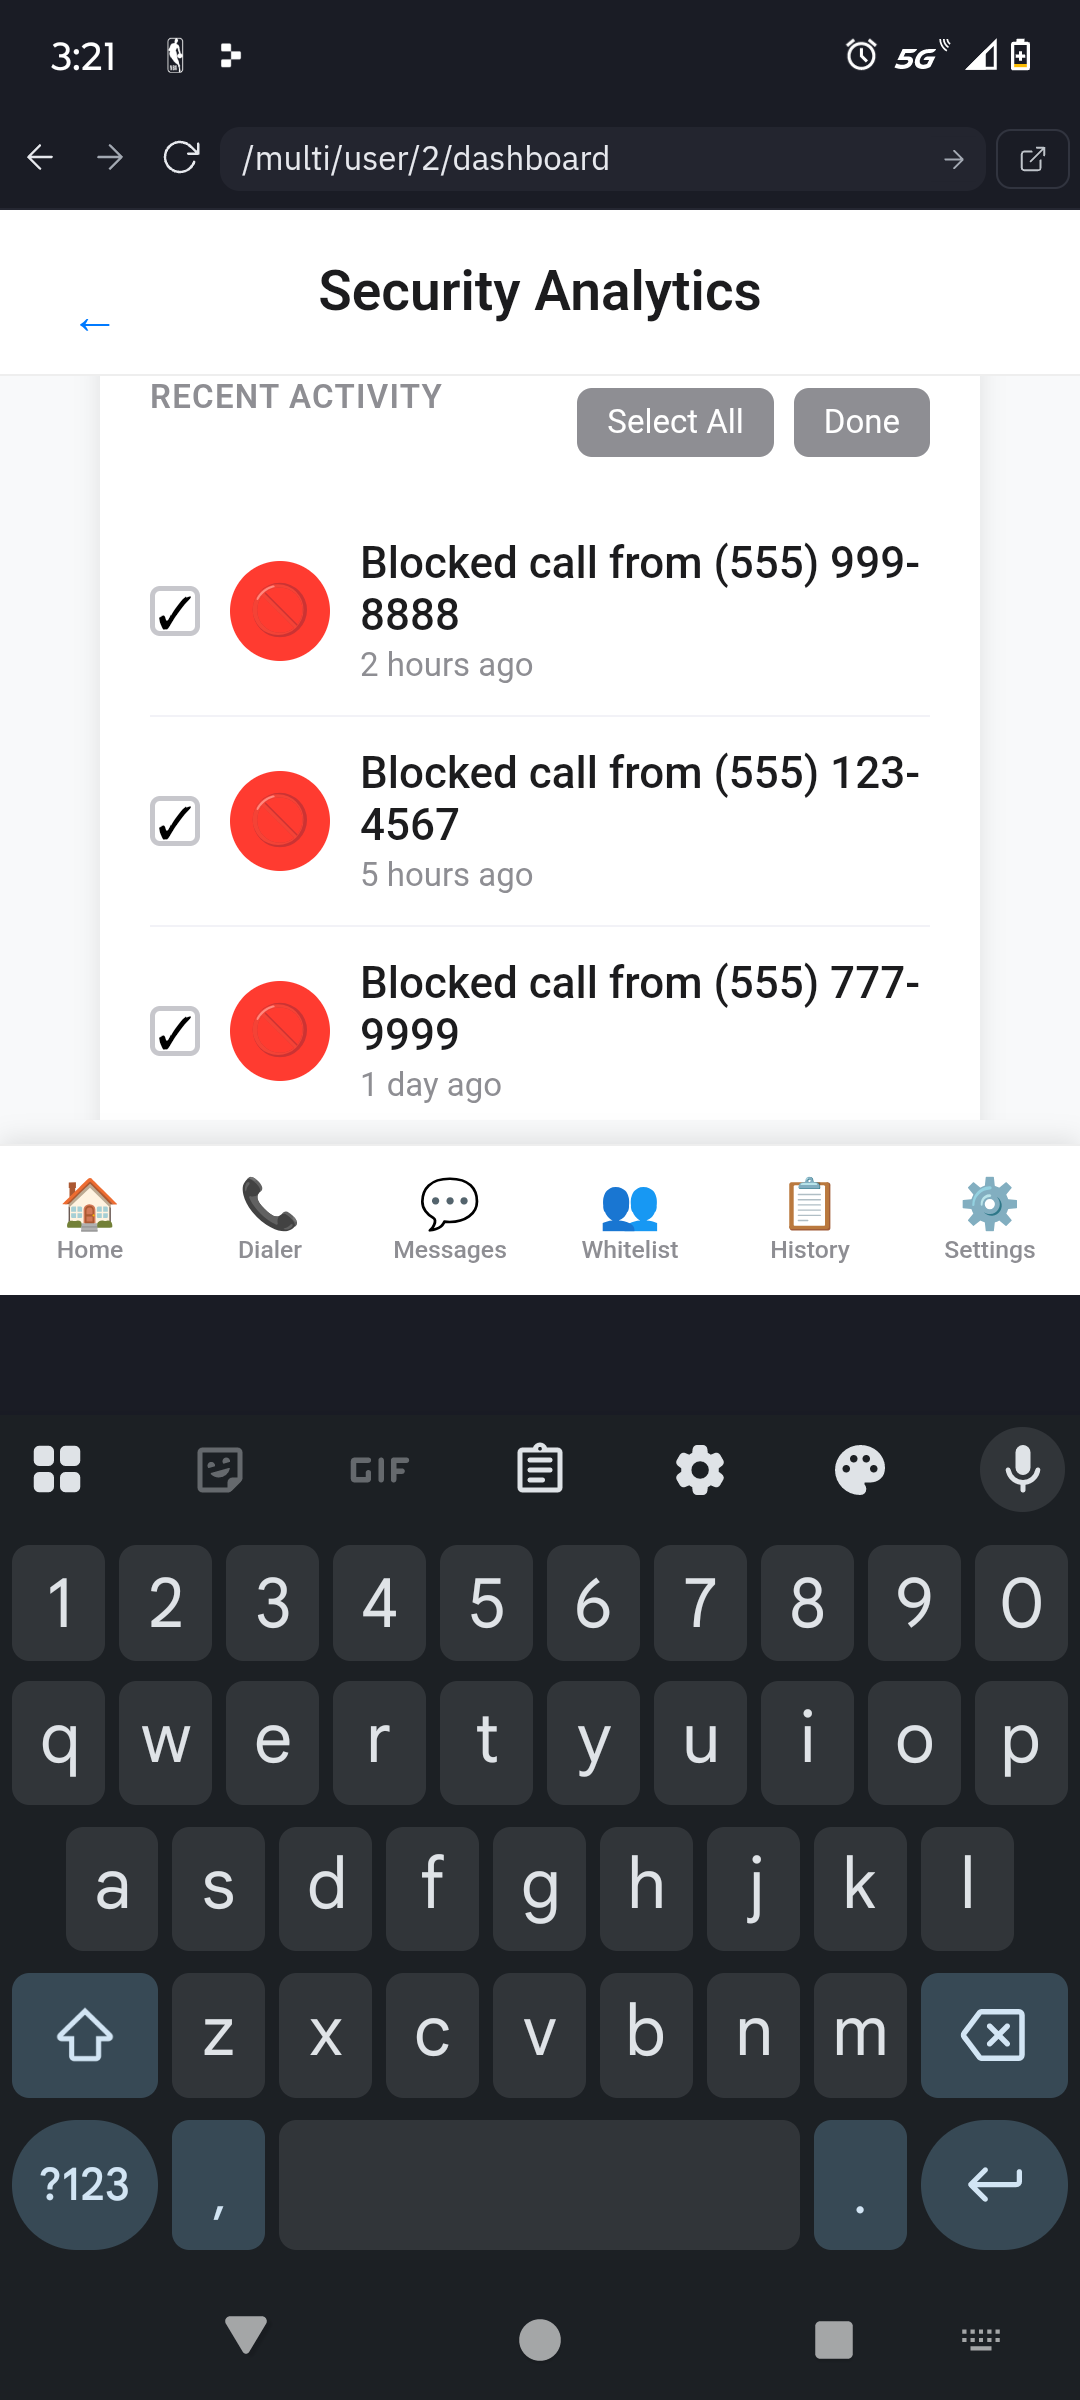 3:21
5G
/multi/user/2/dashboard
Security Analytics
RECENT ACTIVITY
Select All
Done
Blocked call from (555) 999-
8888
2 hours ago
Blocked call from (555) 123-
4567
5 hours ago
Blocked call from (555) 777-
9999
1 day ago
Home
Dialer
Messages
Whitelist
History
Settings
GIF
1 2 3 4 5 6 7 8 9 0
q w e r t y u i o p
a s d f g h j k l
z x c v b n m
?123 , .